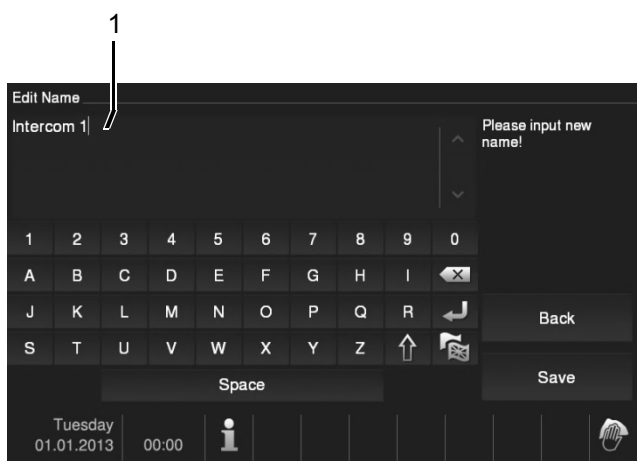 1
Edit Name
Intercom 1
Please input new
name!
1 2 3 4 5 6 7 8 9 0
A B C D E F G H I
J K L M N O P Q R
Back
S T U V W X Y Z
Save
Space
Tuesday
01.01.2013 00:00